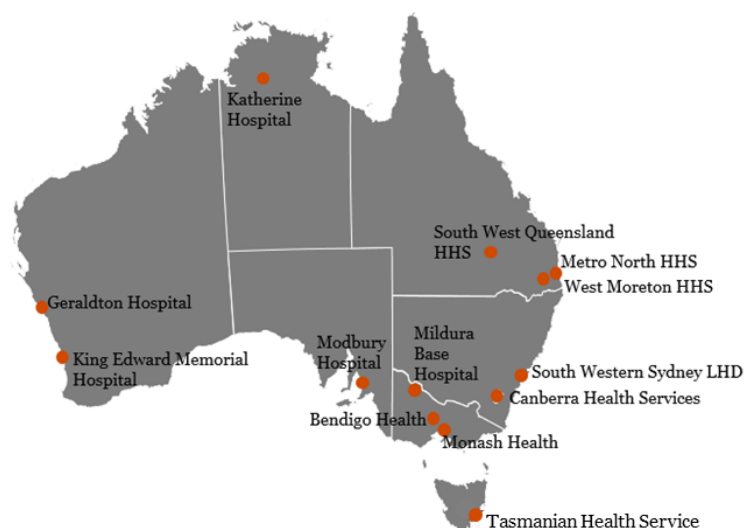 Katherine
Hospital
South West Queensland
HHS
Metro North HHS
West Moreton HHS
Geraldton Hospital
King Edward Memorial
Hospital
Modbury
Hospital
Mildura
Base
Hospital
South Western Sydney LHD
Canberra Health Services
Bendigo Health
Monash Health
Tasmanian Health Service